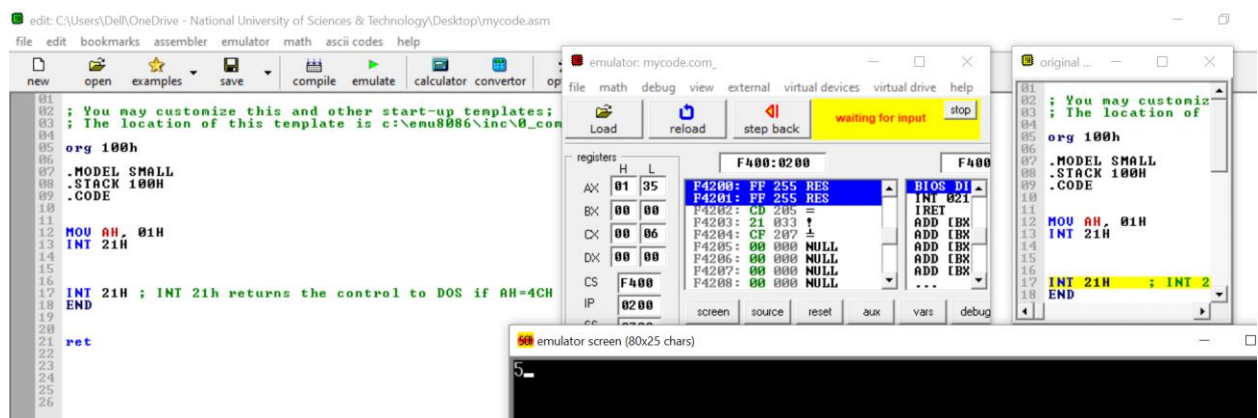 edit: C:\Users\Dell\OneDrive - National University of Sciences & Technology\Desktop\mycode.asm
file edit bookmarks assembler emulator math ascii codes help
new open examples save compile emulate calculator convertor op
01
02 ; You may customize this and other start-up templates;
03 ; The location of this template is c:\emu8086\inc\0_com
04
05 org 100h
06
07 .MODEL SMALL
08 .STACK 100H
09 .CODE
10
11
12 MOV AH, 01H
13 INT 21H
14
15
16
17 INT 21H ; INT 21h returns the control to DOS if AH=4CH
18 END
19
20
21 ret
22
23
24
25
26
emulator: mycode.com_
file math debug view external virtual devices virtual drive help
Load reload step back waiting for input stop
registers
H L
AX 01 35
BX 00 00
CX 00 06
DX 00 00
CS F400
IP 0200
F400:0200 F400
F4200: FF 255 RES
F4201: FF 255 RES
F4202: CD 205 =
F4203: 21 033 !
F4204: CF 207 ╧
F4205: 00 000 NULL
F4206: 00 000 NULL
F4207: 00 000 NULL
F4208: 00 000 NULL
BIOS DI
INT 021
IRET
ADD [BX
ADD [BX
ADD [BX
ADD [BX
ADD [BX
...
screen source reset aux vars debug
original ...
01
02 ; You may customiz
03 ; The location of
04
05 org 100h
06
07 .MODEL SMALL
08 .STACK 100H
09 .CODE
10
11
12 MOV AH, 01H
13 INT 21H
14
15
16
17 INT 21H ; INT 2
18 END
emulator screen (80x25 chars)
5